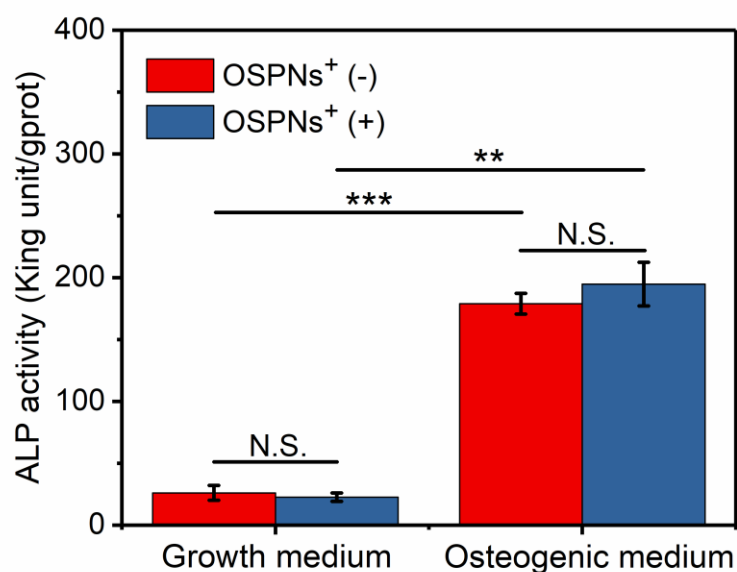 400
300
200
100
0
ALP activity (King unit/gprot)
OSPNs⁺ (-)
OSPNs⁺ (+)
**
***
N.S.
N.S.
Growth medium
Osteogenic medium